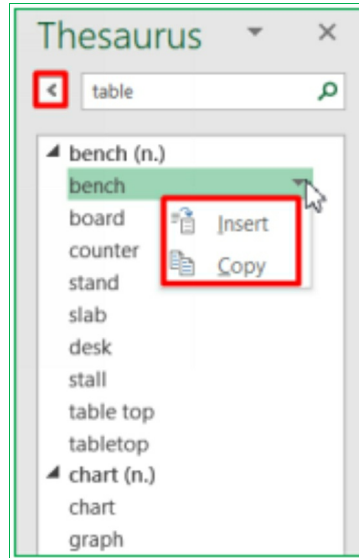 Thesaurus
table
bench (n.)
bench
board
Insert
counter
Copy
stand
slab
desk
stall
table top
tabletop
chart (n.)
chart
graph